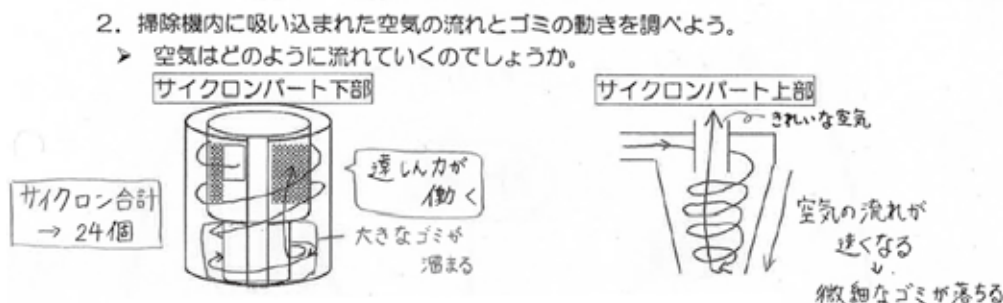 2. 掃除機内に吸い込まれた空気の流れとゴミの動きを調べよう。
➤ 空気はどのように流れていくのでしょうか。
サイクロンパート下部
サイクロン合計
→ 24個
遠しん力が
働く
大きなゴミが
溜まる
サイクロンパート上部
きれいな空気
空気の流れが
速くなる
↓
微細なゴミが落ちる